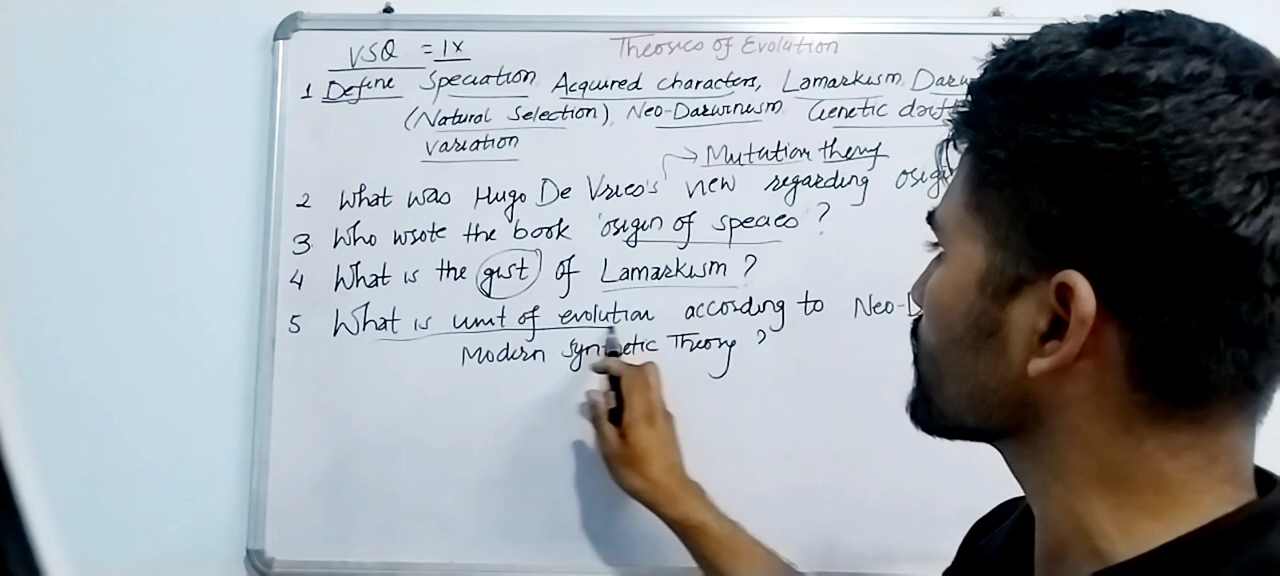 VSQ = 1x
Theories of Evolution
1 Define Speciation Acquired characters, Lamarkism, Darw
(Natural Selection), Neo-Darwinism Genetic drift
variation
→ Mutation theory
2 What was Hugo De Vries's new regarding origi
3 Who wrote the book 'origin of species'?
4 What is the gist of Lamarkism?
5 What is unit of evolution according to Neo-D
Modern Synthetic Theory?